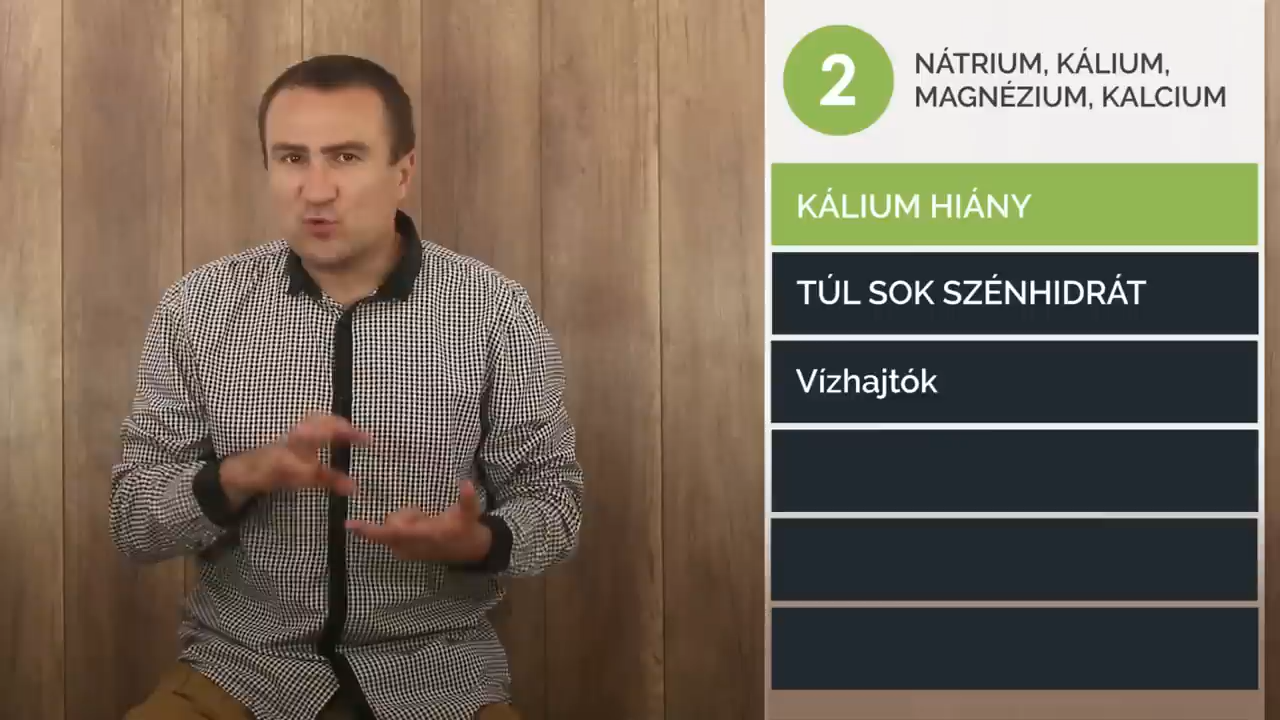 2
NÁTRIUM, KÁLIUM,
MAGNÉZIUM, KALCIUM
KÁLIUM HIÁNY
TÚL SOK SZÉNHIDRÁT
Vízhajtók